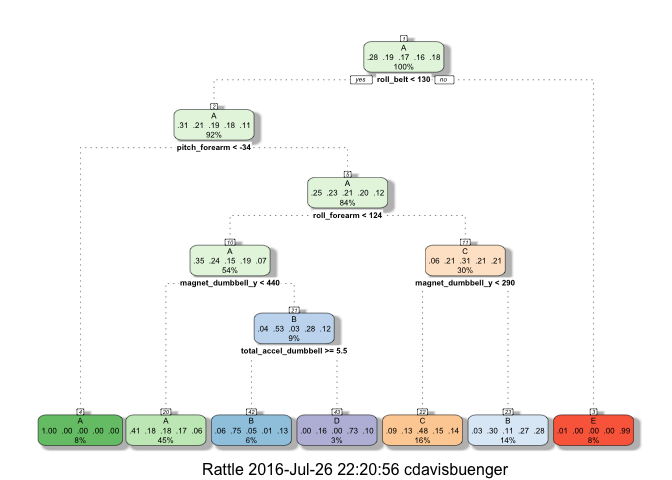 1
A
.28 .19 .17 .16 .18
100%
yes roll_belt < 130 no
2
A
.31 .21 .19 .18 .11
92%
pitch_forearm < -34
5
A
.25 .23 .21 .20 .12
84%
roll_forearm < 124
10 11
A C
.35 .24 .15 .19 .07 .06 .21 .31 .21 .21
54% 30%
magnet_dumbbell_y < 440 magnet_dumbbell_y < 290
21
B
.04 .53 .03 .28 .12
9%
total_accel_dumbbell >= 5.5
4 20 42 43 22 23 3
A A B D C B E
1.00 .00 .00 .00 .00 .41 .18 .18 .17 .06 .06 .75 .05 .01 .13 .00 .16 .00 .73 .10 .09 .13 .48 .15 .14 .03 .30 .11 .27 .28 .01 .00 .00 .00 .99
8% 45% 6% 3% 16% 14% 8%
Rattle 2016-Jul-26 22:20:56 cdavisbuenger